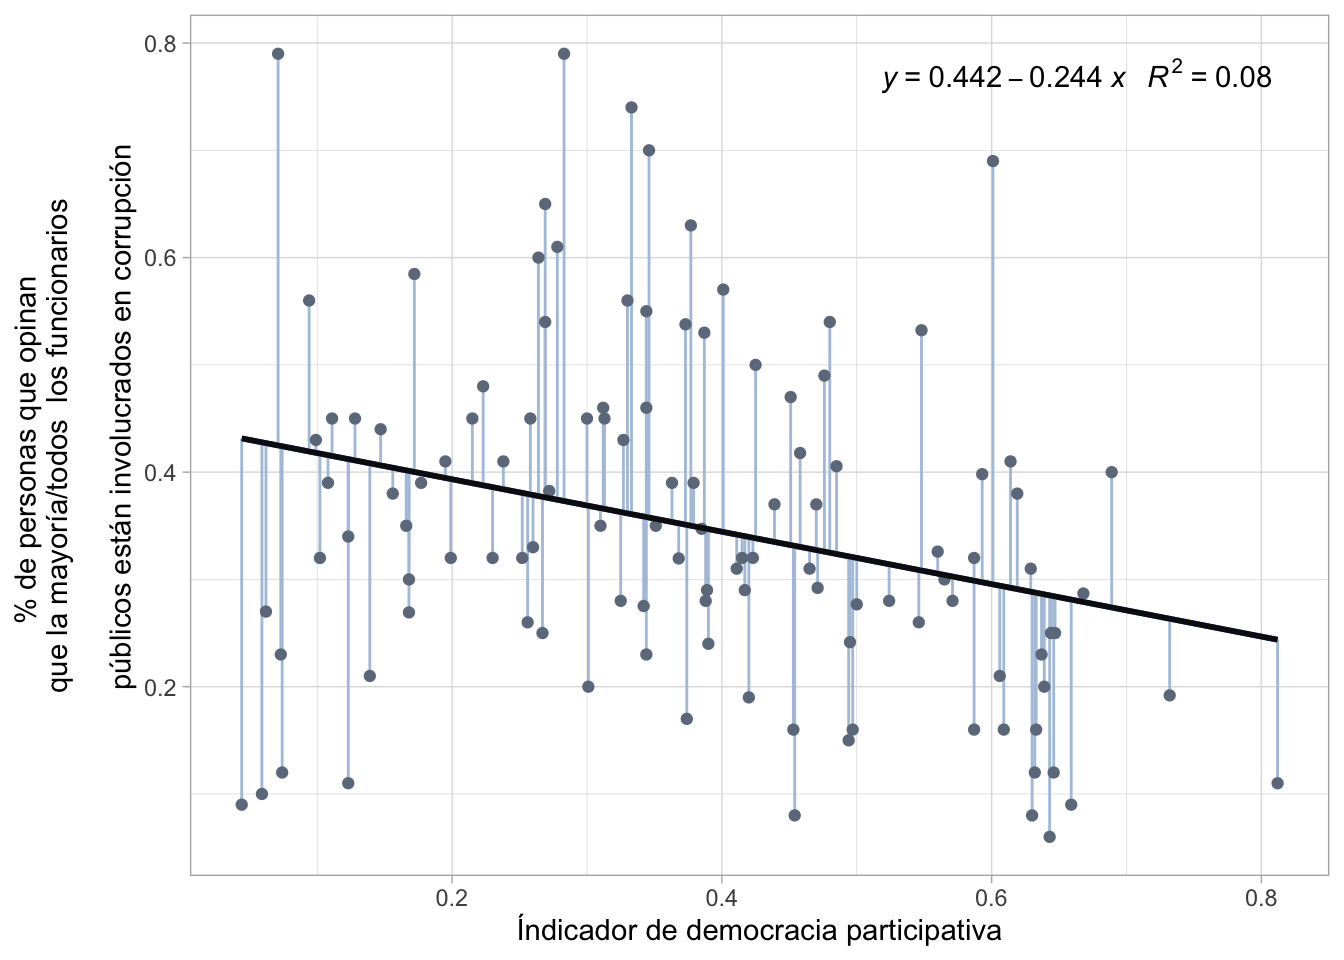 y = 0.442 − 0.244 x R² = 0.08
% de personas que opinan
que la mayoría/todos los funcionarios
públicos están involucrados en corrupción
0.8
0.6
0.4
0.2
0.2 0.4 0.6 0.8
Índicador de democracia participativa